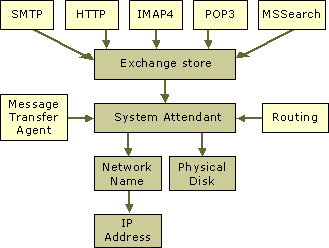 SMTP
HTTP
IMAP4
POP3
MSSearch
Exchange store
Message
Transfer
Agent
System Attendant
Routing
Network
Name
Physical
Disk
IP
Address